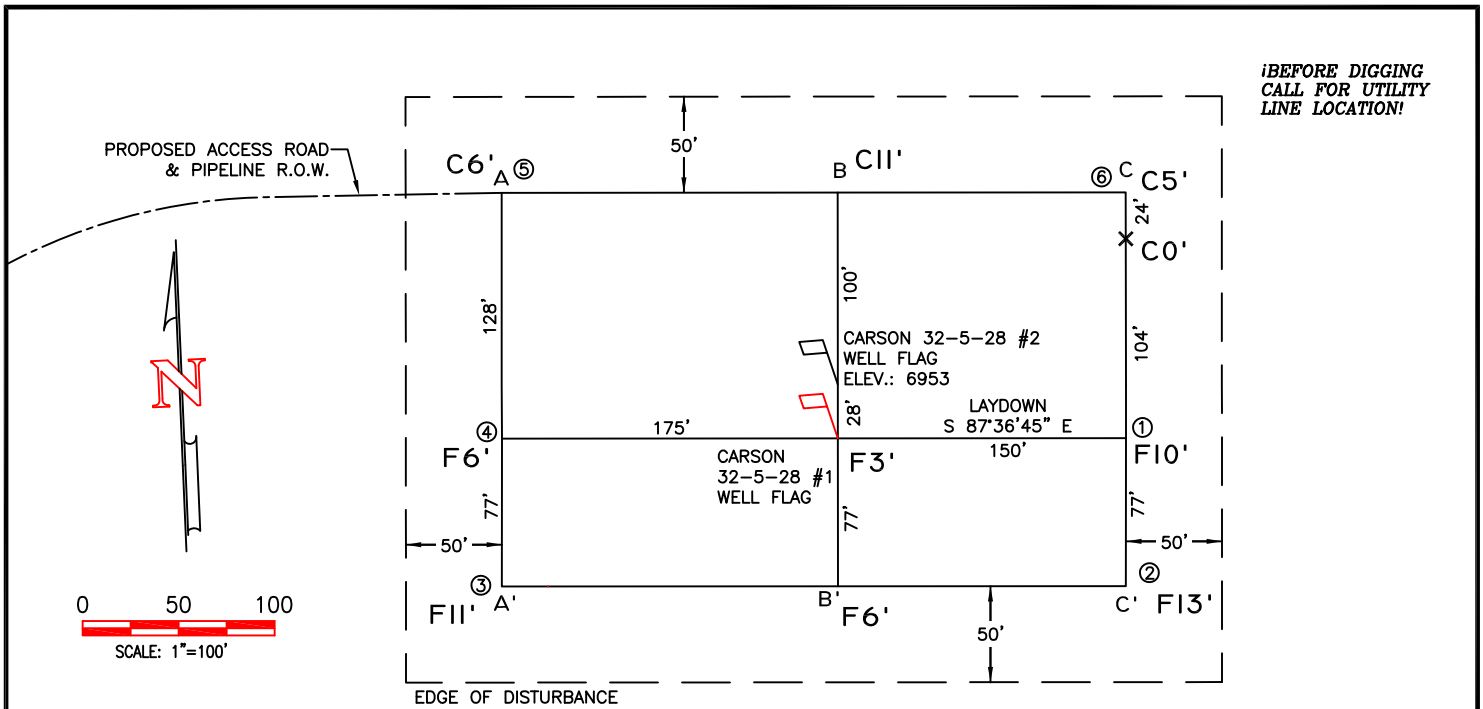 ¡BEFORE DIGGING
CALL FOR UTILITY
LINE LOCATION!
PROPOSED ACCESS ROAD
& PIPELINE R.O.W.
50'
C6'
A
⑤
B
C11'
⑥
C
C5'
24'
C0'
128'
100'
104'
N
CARSON 32-5-28 #2
WELL FLAG
ELEV.: 6953
28'
LAYDOWN
S 87°36'45" E
175'
150'
④
①
F6'
CARSON
32-5-28 #1
WELL FLAG
F3'
F10'
77'
77'
77'
50'
50'
③
A'
F11'
B'
F6'
②
C'
F13'
0 50 100
SCALE: 1"=100'
50'
EDGE OF DISTURBANCE